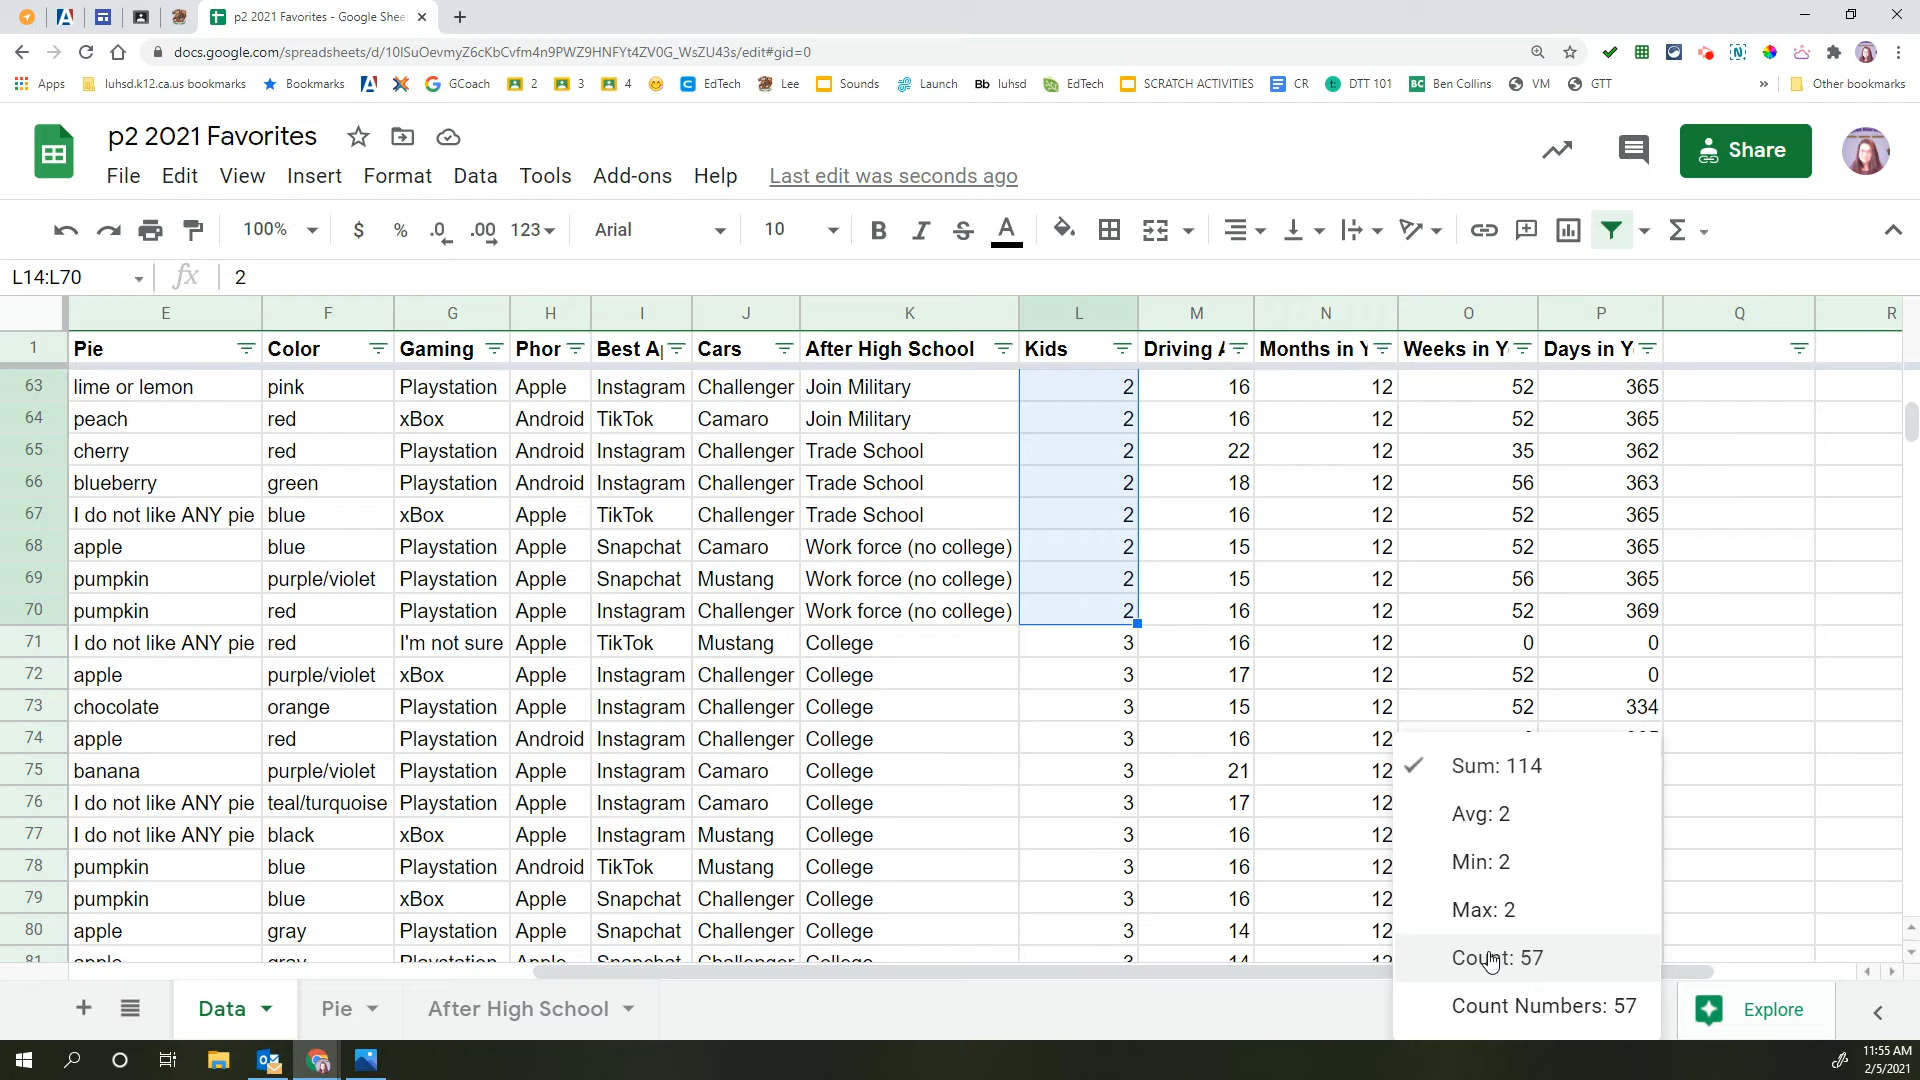 p2 2021 Favorites - Google Shee
docs.google.com/spreadsheets/d/10ISuOevmyZ6cKbCvfm4n9PWZ9HNFYt4ZV0G_WsZU43s/edit#gid=0
Apps luhsd.k12.ca.us bookmarks Bookmarks GCoach 2 3 4 EdTech Lee Sounds Launch Bb luhsd EdTech SCRATCH ACTIVITIES CR DTT 101 BC Ben Collins VM GTT » Other bookmarks
p2 2021 Favorites
Share
File Edit View Insert Format Data Tools Add-ons Help Last edit was seconds ago
100% $ % .0 .00 123 Arial 10 B I S A Σ
L14:L70 fx 2
E F G H I J K L M N O P Q R
1 Pie Color Gaming Phor Best A Cars After High School Kids Driving A Months in Y Weeks in Y Days in Y
63 lime or lemon pink Playstation Apple Instagram Challenger Join Military 2 16 12 52 365
64 peach red xBox Android TikTok Camaro Join Military 2 16 12 52 365
65 cherry red Playstation Android Instagram Challenger Trade School 2 22 12 35 362
66 blueberry green Playstation Android Instagram Challenger Trade School 2 18 12 56 363
67 I do not like ANY pie blue xBox Apple TikTok Challenger Trade School 2 16 12 52 365
68 apple blue Playstation Apple Snapchat Camaro Work force (no college) 2 15 12 52 365
69 pumpkin purple/violet Playstation Apple Snapchat Mustang Work force (no college) 2 15 12 56 365
70 pumpkin red Playstation Apple Instagram Challenger Work force (no college) 2 16 12 52 369
71 I do not like ANY pie red I'm not sure Apple TikTok Mustang College 3 16 12 0 0
72 apple purple/violet xBox Apple Instagram Challenger College 3 17 12 52 0
73 chocolate orange Playstation Apple Instagram Challenger College 3 15 12 52 334
74 apple red Playstation Android Instagram Challenger College 3 16 12
75 banana purple/violet Playstation Apple Instagram Camaro College 3 21 12
76 I do not like ANY pie teal/turquoise Playstation Apple Instagram Camaro College 3 17 12
77 I do not like ANY pie black xBox Apple Instagram Mustang College 3 16 12
78 pumpkin blue Playstation Android TikTok Mustang College 3 16 12
79 pumpkin blue xBox Apple Snapchat Challenger College 3 16 12
80 apple gray Playstation Apple Snapchat Challenger College 3 14 12
81 apple gray Playstation Apple Snapchat Camaro College 3 14 12
Sum: 114
Avg: 2
Min: 2
Max: 2
Count: 57
Count Numbers: 57
Data Pie After High School Explore
11:55 AM
2/5/2021